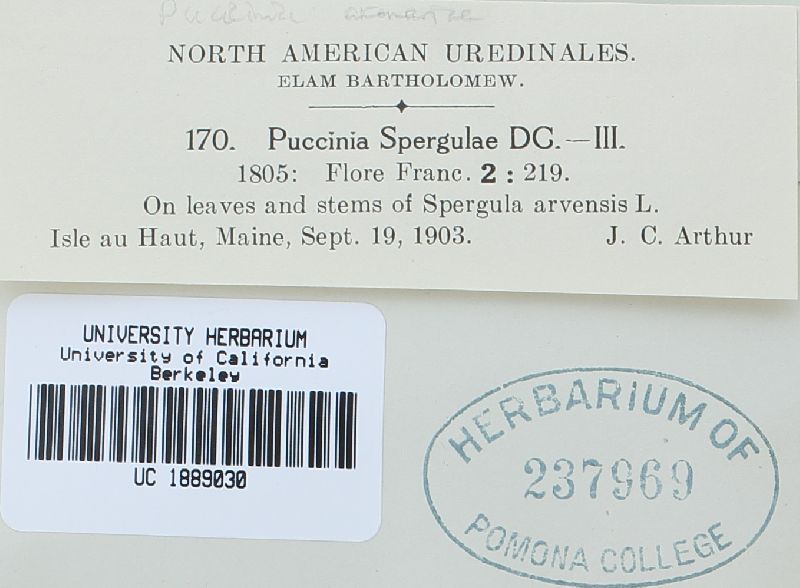 Puccinia arenariae
NORTH AMERICAN UREDINALES.
ELAM BARTHOLOMEW.
170. Puccinia Spergulae DC.—III.
1805: Flore Franc. 2 : 219.
On leaves and stems of Spergula arvensis L.
Isle au Haut, Maine, Sept. 19, 1903. J. C. Arthur
UNIVERSITY HERBARIUM
University of California
Berkeley
UC 1889030
HERBARIUM OF
237969
POMONA COLLEGE